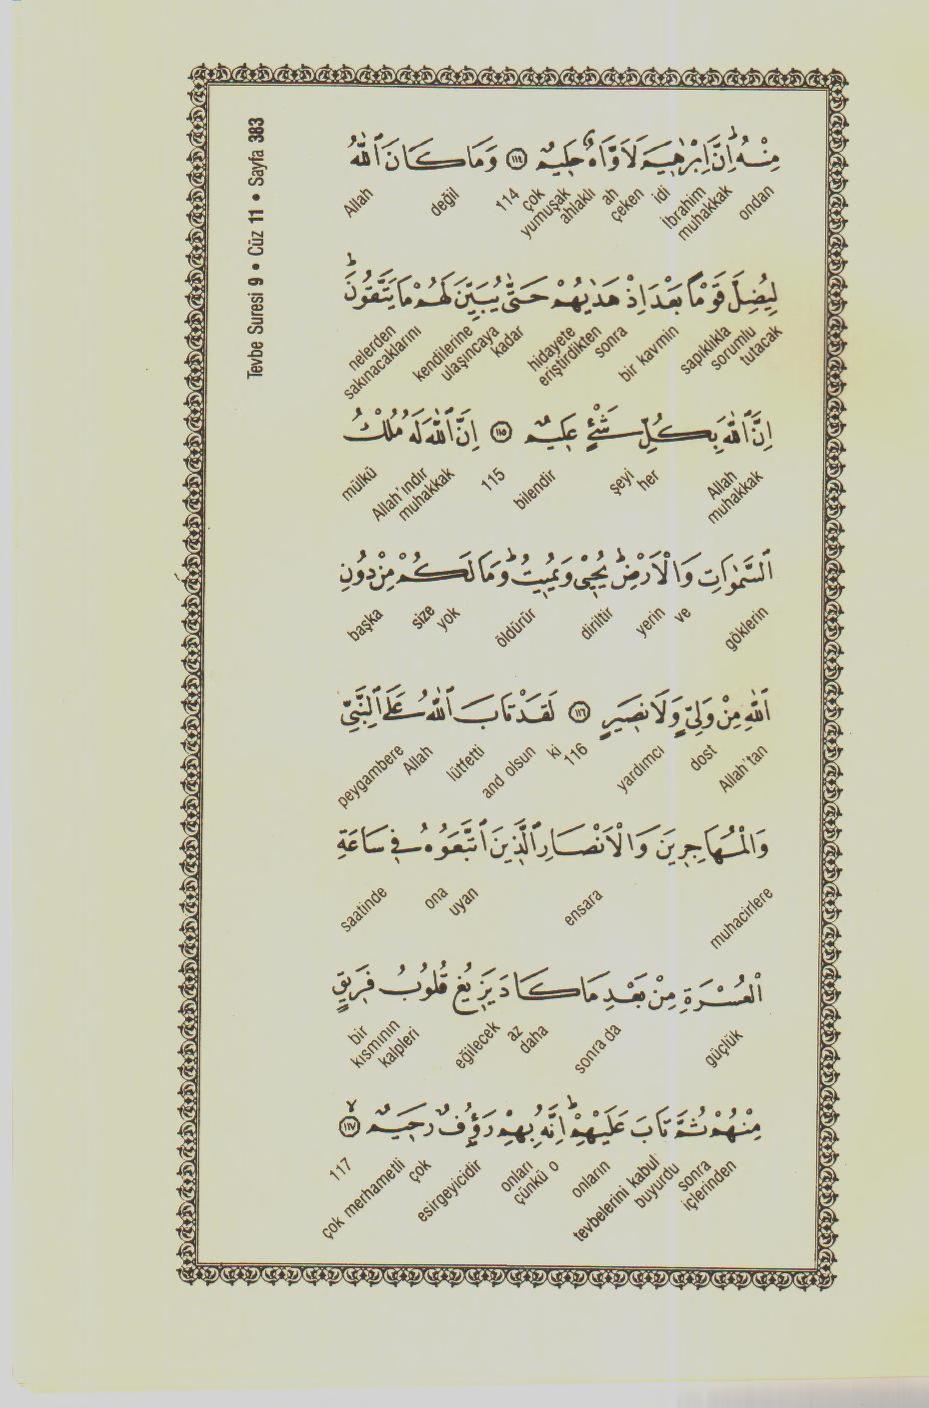 Tevbe Suresi 9 • Cüz 11 • Sayfa 383
مِنْهُ اِنَّ اِبْرٰه۪يمَ لَاَوَّاهٌ حَل۪يمٌ ﴿١١٤﴾ وَمَا كَانَ اللّٰهُ
ondan muhakkak İbrahim idi ah çeken çok yumuşak ahlaklı 114 değil Allah
لِيُضِلَّ قَوْمًا بَعْدَ اِذْ هَدٰيهُمْ حَتّٰى يُبَيِّنَ لَهُمْ مَا يَتَّقُونَ
sapıklıkla sorumlu tutacak bir kavmin sonra hidayete eriştirdikten kadar kendilerine ulaşıncaya nelerden sakınacaklarını
اِنَّ اللّٰهَ بِكُلِّ شَيْءٍ عَل۪يمٌ ﴿١١٥﴾ اِنَّ اللّٰهَ لَهُ مُلْكُ
muhakkak Allah her şeyi bilendir 115 muhakkak Allah'ındır mülkü
السَّمٰوَاتِ وَالْاَرْضِ يُحْي۪ وَيُم۪يتُ وَمَا لَكُمْ مِنْ دُونِ
göklerin ve yerin diriltir öldürür yok size başka
اللّٰهِ مِنْ وَلِيٍّ وَلَا نَص۪يرٍ ﴿١١٦﴾ لَقَدْ تَابَ اللّٰهُ عَلَى النَّبِيِّ
Allah'tan dost yardımcı 116 and olsun ki lütfetti Allah peygambere
وَالْمُهَاجِر۪ينَ وَالْاَنْصَارِ الَّذ۪ينَ اتَّبَعُوهُ ف۪ي سَاعَةِ
muhacirlere ensara uyan ona saatinde
الْعُسْرَةِ مِنْ بَعْدِ مَا كَادَ يَز۪يغُ قُلُوبُ فَر۪يقٍ
güçlük sonra da az daha eğilecek kalpleri bir kısmının
مِنْهُمْ ثُمَّ تَابَ عَلَيْهِمْ اِنَّهُ بِهِمْ رَؤُ۫فٌ رَح۪يمٌ ﴿١١٧﴾
içlerinden sonra tevbelerini kabul buyurdu onların çünkü o onları esirgeyicidir çok çok merhametli 117